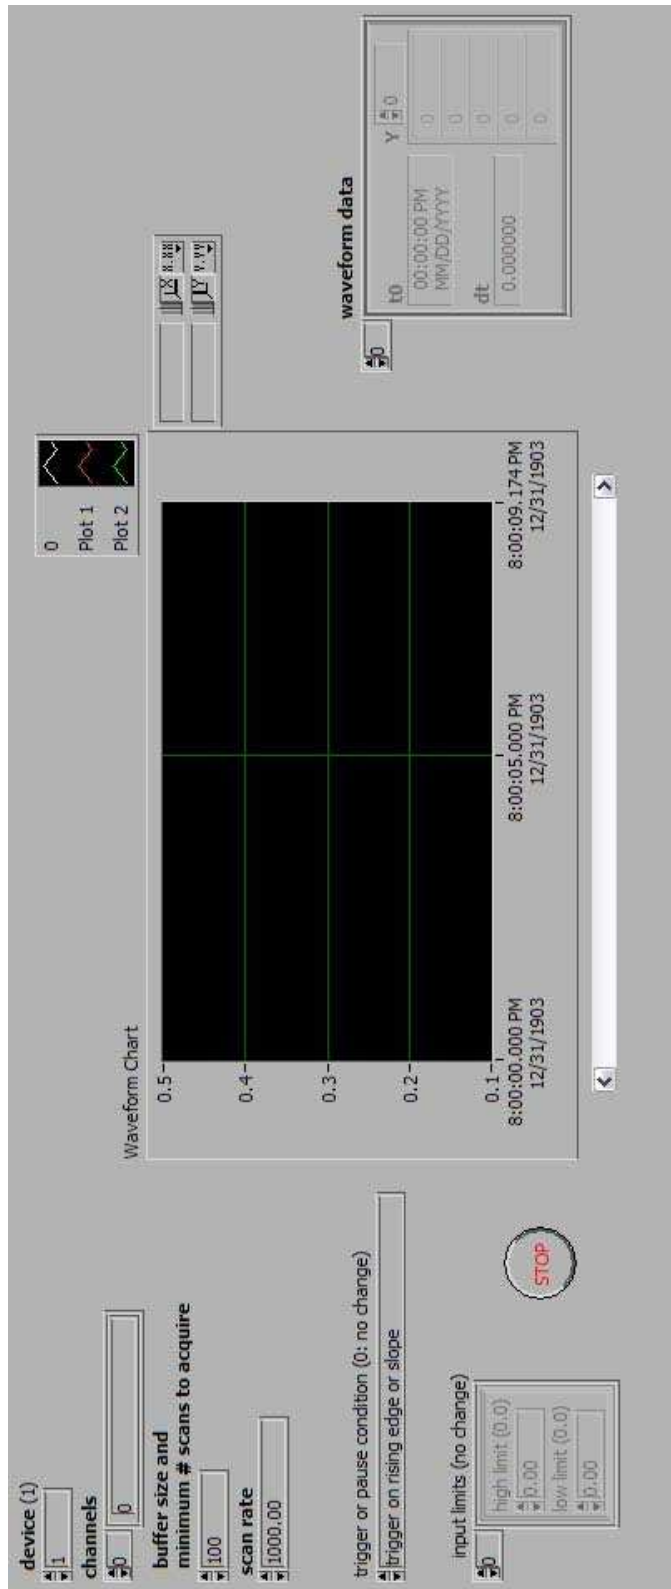 device (1)
1
channels
0
0
buffer size and
minimum # scans to acquire
100
scan rate
1000.00
trigger or pause condition (0: no change)
trigger on rising edge or slope
input limits (no change)
0
high limit (0.0)
0.00
low limit (0.0)
0.00
STOP
Waveform Chart
0.5
0.4
0.3
0.2
0.1
8:00:00.000 PM
12/31/1903
8:00:05.000 PM
12/31/1903
8:00:09.174 PM
12/31/1903
0
Plot 1
Plot 2
X X.XX
Y Y.YY
waveform data
0
t0
00:00:00 PM
MM/DD/YYYY
dt
0.000000
Y
0
0
0
0
0
0